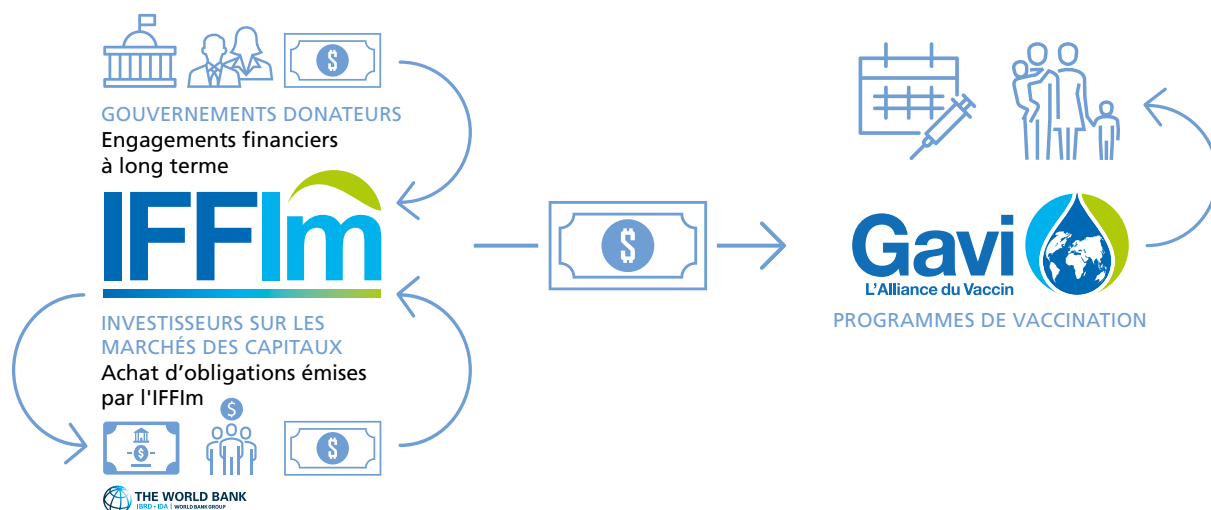 GOUVERNEMENTS DONATEURS
Engagements financiers
à long terme
IFFIm
INVESTISSEURS SUR LES
MARCHÉS DES CAPITAUX
Achat d’obligations émises
par l'IFFIm
$
$
$
$
THE WORLD BANK
IBRD • IDA | WORLD BANK GROUP
$
Gavi
L’Alliance du Vaccin
PROGRAMMES DE VACCINATION